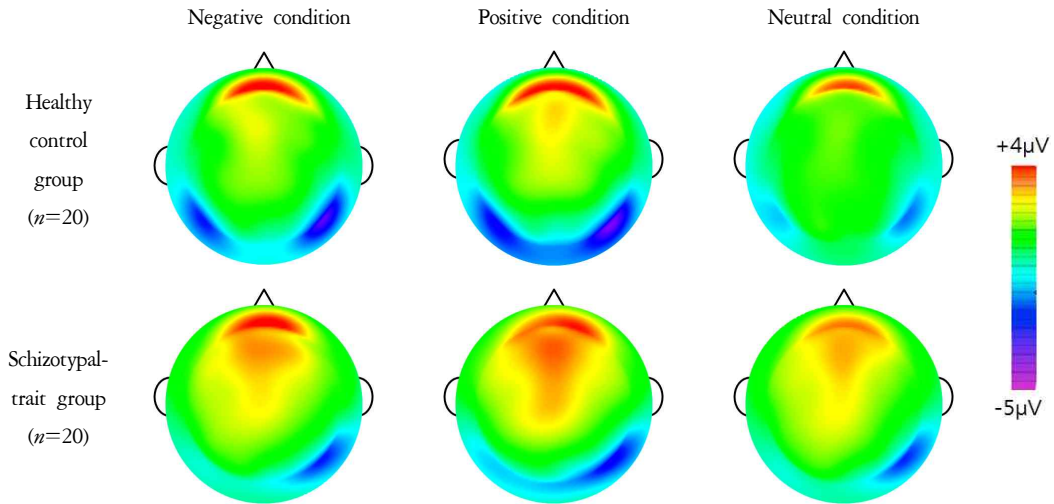 Negative condition
Positive condition
Neutral condition
Healthy
control
group
(n=20)
+4μV
-5μV
Schizotypal-
trait group
(n=20)